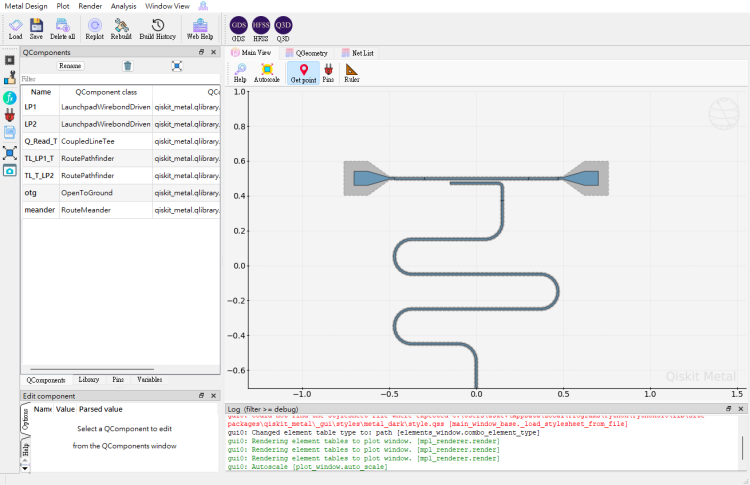 Metal Design Plot Render Analysis Window View
GDS HFSS Q3D
Load Save Delete all Replot Rebuild Build History Web Help GDS HFSS Q3D
QComponents
Main View QGeometry Net List
Rename
Help Autoscale Get point Pins Ruler
Filter
Name QComponent class QCo
LP1 LaunchpadWirebondDriven qiskit_metal.qlibrary.
LP2 LaunchpadWirebondDriven qiskit_metal.qlibrary.
Q_Read_T CoupledLineTee qiskit_metal.qlibrary.
TL_LP1_T RoutePathfinder qiskit_metal.qlibrary.
TL_T_LP2 RoutePathfinder qiskit_metal.qlibrary.
otg OpenToGround qiskit_metal.qlibrary.
meander RouteMeander qiskit_metal.qlibrary.
1.0
0.8
0.6
0.4
0.2
0.0
−0.2
−0.4
−0.6
−1.0 −0.5 0.0 0.5 1.0 1.5
Qiskit Metal
QComponents Library Pins Variables
Edit component
Options
Help
Name Value Parsed value
Select a QComponent to edit
from the QComponents window
Log (filter >= debug)
packages\qiskit_metal\_gui\styles\metal_dark\style.qss [main_window_base._load_stylesheet_from_file]
gui0: Changed element table type to: path [elements_window.combo_element_type]
gui0: Rendering element tables to plot window. [mpl_renderer.render]
gui0: Rendering element tables to plot window. [mpl_renderer.render]
gui0: Rendering element tables to plot window. [mpl_renderer.render]
gui0: Autoscale [plot_window.auto_scale]